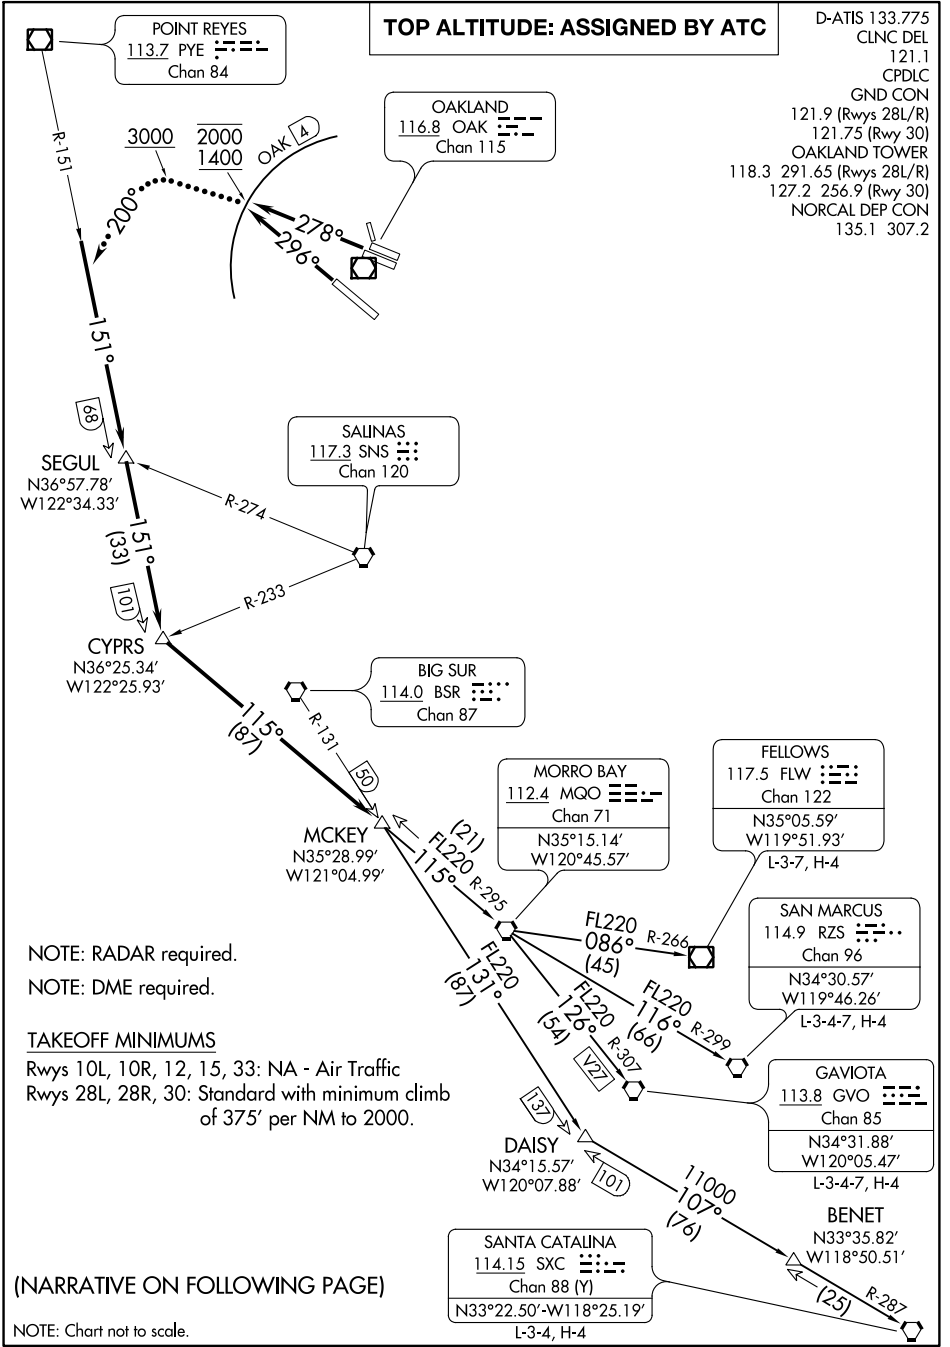 TOP ALTITUDE: ASSIGNED BY ATC
D-ATIS 133.775
CLNC DEL
121.1
CPDLC
GND CON
121.9 (Rwys 28L/R)
121.75 (Rwy 30)
OAKLAND TOWER
118.3 291.65 (Rwys 28L/R)
127.2 256.9 (Rwy 30)
NORCAL DEP CON
135.1 307.2
POINT REYES
113.7 PYE
Chan 84
R-151
OAKLAND
116.8 OAK
Chan 115
3000
2000
1400
OAK 4
200°
278°
296°
151°
68
SEGUL
N36°57.78'
W122°34.33'
SALINAS
117.3 SNS
Chan 120
R-274
R-233
151°
(33)
101
CYPRS
N36°25.34'
W122°25.93'
BIG SUR
114.0 BSR
Chan 87
R-131
50
115°
(87)
MCKEY
N35°28.99'
W121°04.99'
MORRO BAY
112.4 MQO
Chan 71
N35°15.14'
W120°45.57'
FELLOWS
117.5 FLW
Chan 122
N35°05.59'
W119°51.93'
L-3-7, H-4
(21)
FL220
115°
R-295
FL220
086°
(45)
R-266
SAN MARCUS
114.9 RZS
Chan 96
N34°30.57'
W119°46.26'
L-3-4-7, H-4
FL220
116°
(66)
R-299
FL220
126°
(54)
R-307
V27
FL220
131°
(87)
137
GAVIOTA
113.8 GVO
Chan 85
N34°31.88'
W120°05.47'
L-3-4-7, H-4
DAISY
N34°15.57'
W120°07.88'
101
11000
107°
(76)
BENET
N33°35.82'
W118°50.51'
(25)
R-287
SANTA CATALINA
114.15 SXC
Chan 88 (Y)
N33°22.50'-W118°25.19'
L-3-4, H-4
NOTE: RADAR required.
NOTE: DME required.
TAKEOFF MINIMUMS
Rwys 10L, 10R, 12, 15, 33: NA - Air Traffic
Rwys 28L, 28R, 30: Standard with minimum climb
of 375' per NM to 2000.
(NARRATIVE ON FOLLOWING PAGE)
NOTE: Chart not to scale.